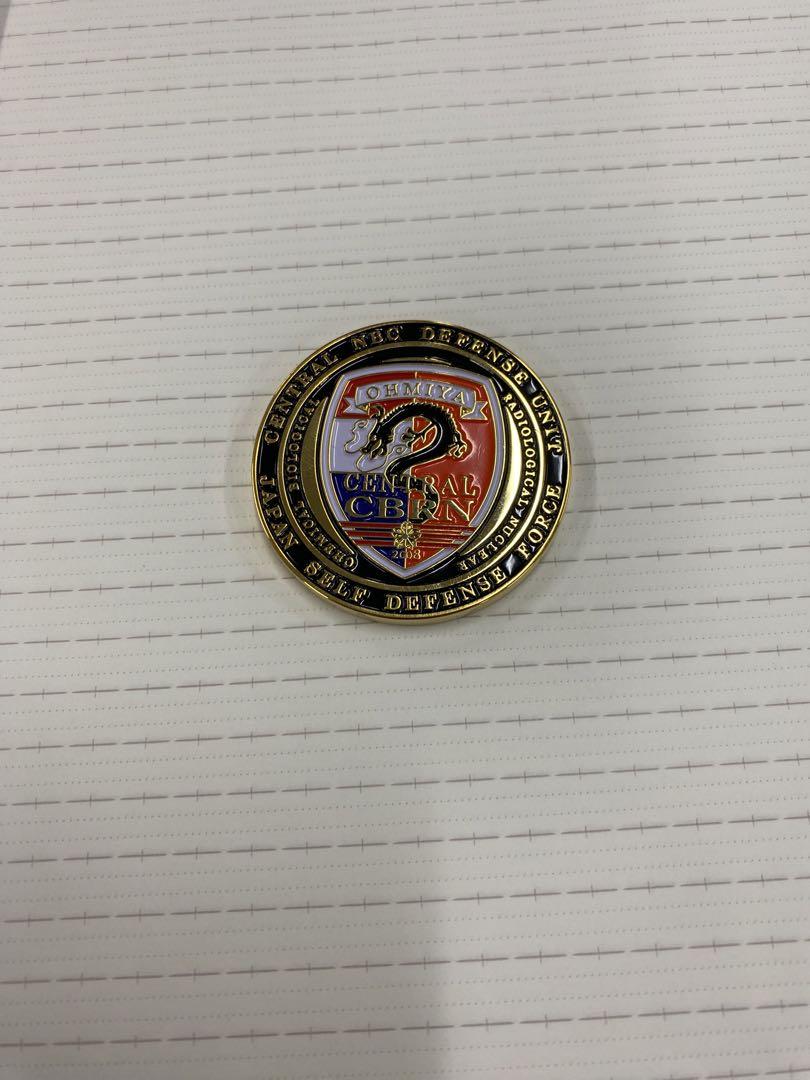 CENTRAL NBC DEFENSE UNIT
JAPAN SELF DEFENSE FORCE
CHEMICAL BIOLOGICAL
RADIOLOGICAL NUCLEAR
OHMIYA
CENTRAL
CBRN
2008